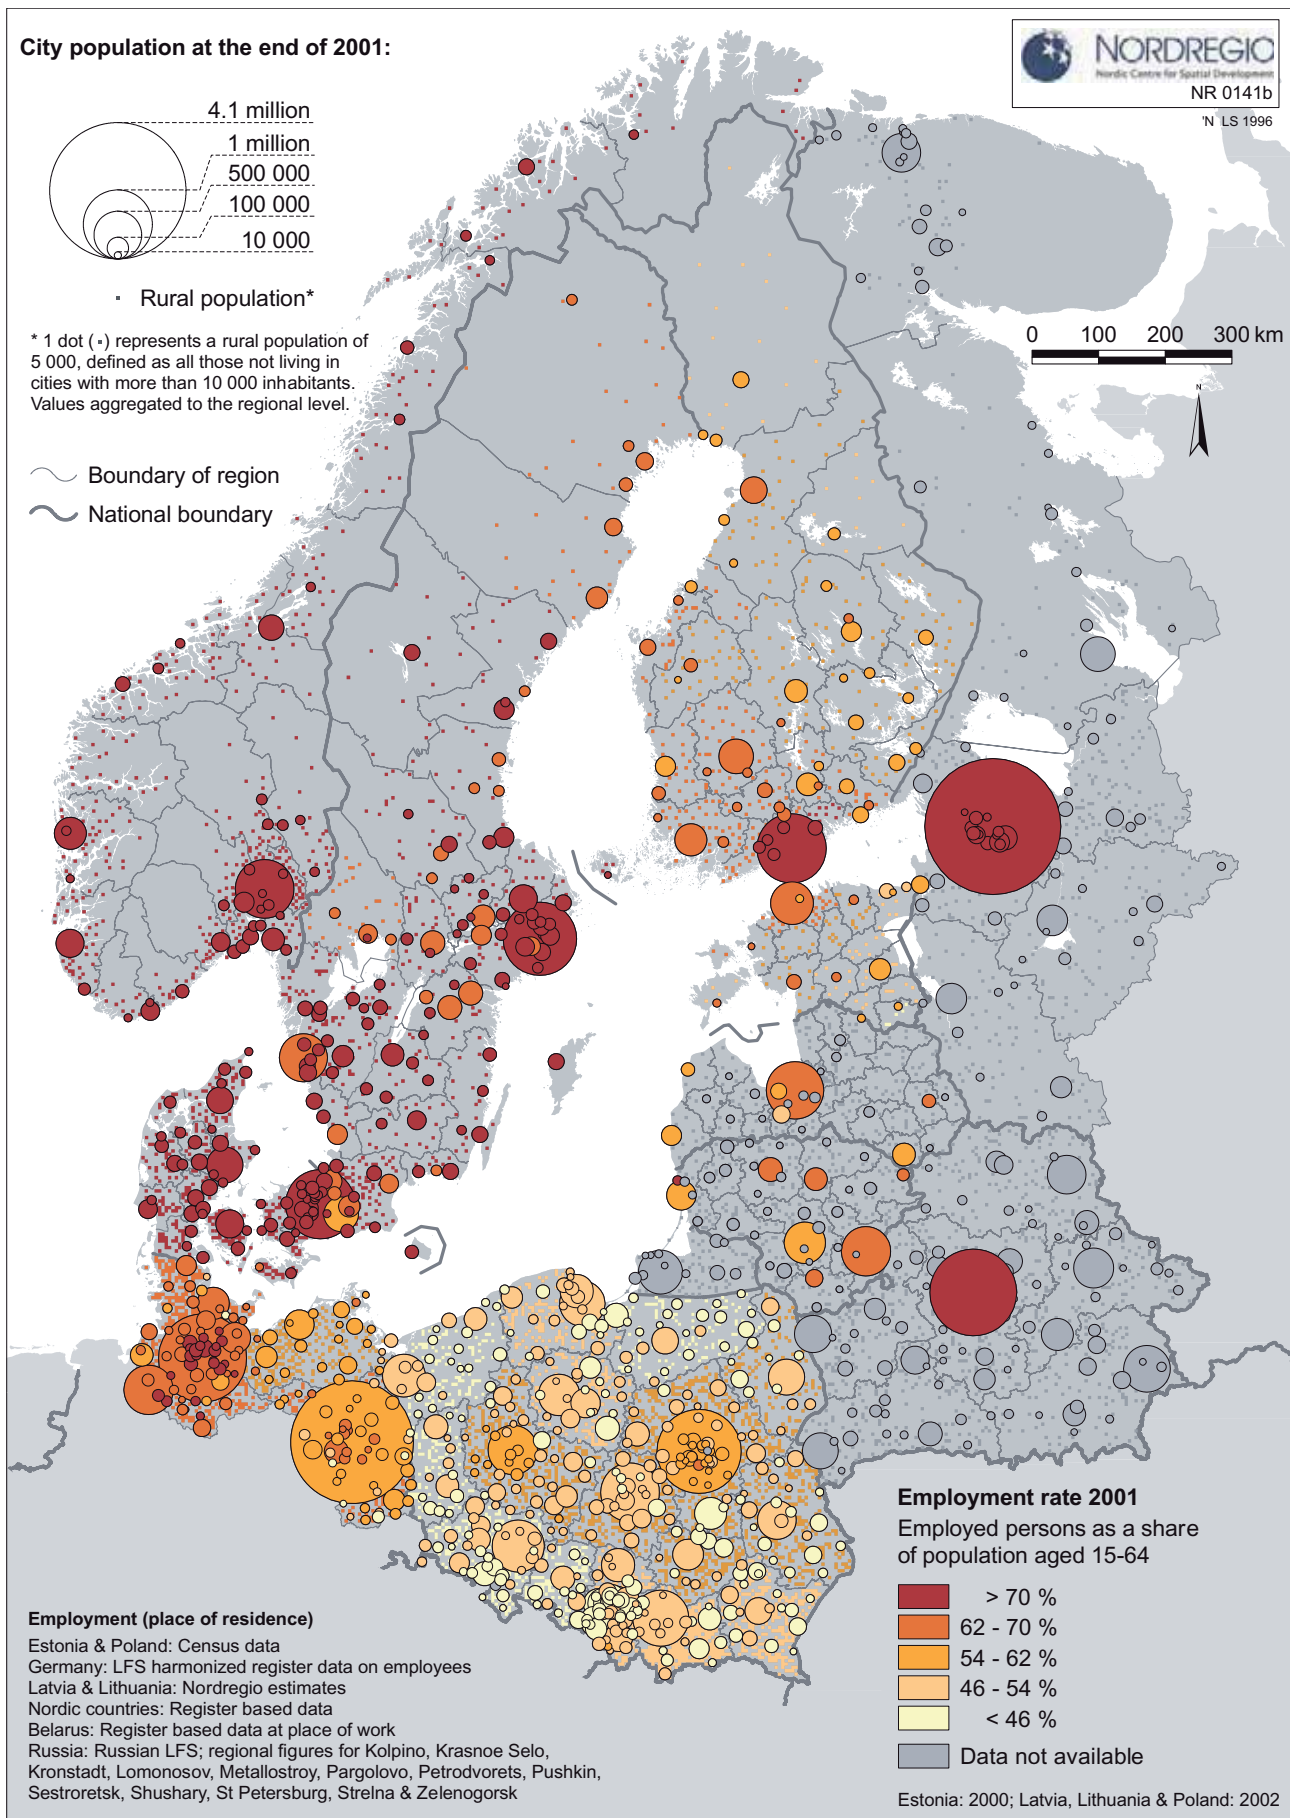 City population at the end of 2001:
4.1 million
1 million
500 000
100 000
10 000
Rural population*
* 1 dot ( ▪ ) represents a rural population of
5 000, defined as all those not living in
cities with more than 10 000 inhabitants.
Values aggregated to the regional level.
Boundary of region
National boundary
NORDREGIO
Nordic Centre for Spatial Development
NR 0141b
'N LS 1996
0 100 200 300 km
N
Employment rate 2001
Employed persons as a share
of population aged 15-64
> 70 %
62 - 70 %
54 - 62 %
46 - 54 %
< 46 %
Data not available
Estonia: 2000; Latvia, Lithuania & Poland: 2002
Employment (place of residence)
Estonia & Poland: Census data
Germany: LFS harmonized register data on employees
Latvia & Lithuania: Nordregio estimates
Nordic countries: Register based data
Belarus: Register based data at place of work
Russia: Russian LFS; regional figures for Kolpino, Krasnoe Selo,
Kronstadt, Lomonosov, Metallostroy, Pargolovo, Petrodvorets, Pushkin,
Sestroretsk, Shushary, St Petersburg, Strelna & Zelenogorsk